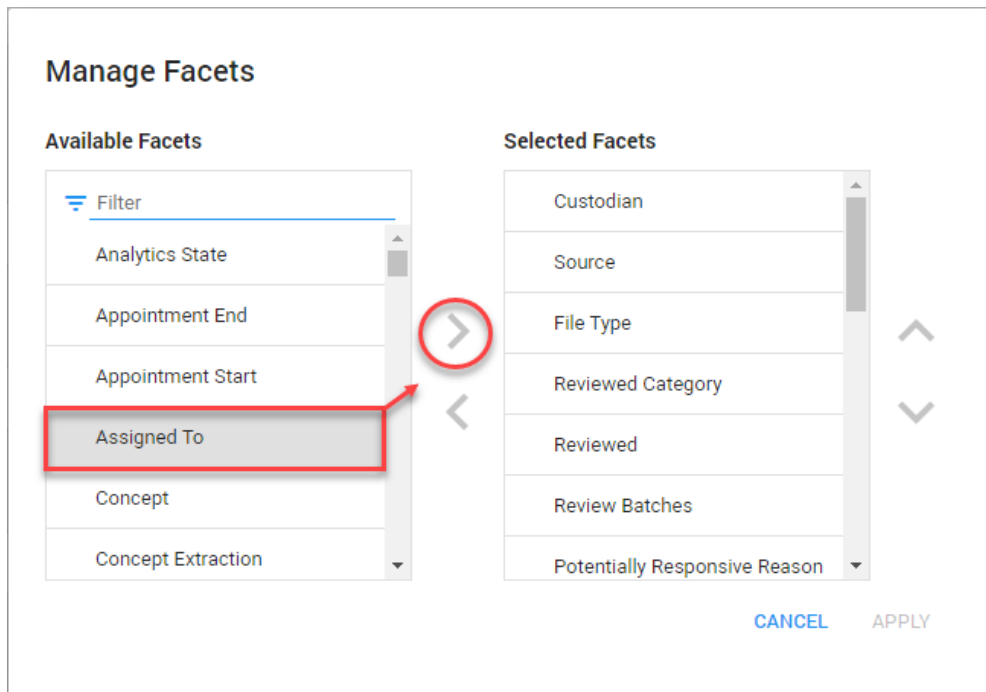 Manage Facets
Available Facets
Filter
Analytics State
Appointment End
Appointment Start
Assigned To
Concept
Concept Extraction
Selected Facets
Custodian
Source
File Type
Reviewed Category
Reviewed
Review Batches
Potentially Responsive Reason
CANCEL APPLY